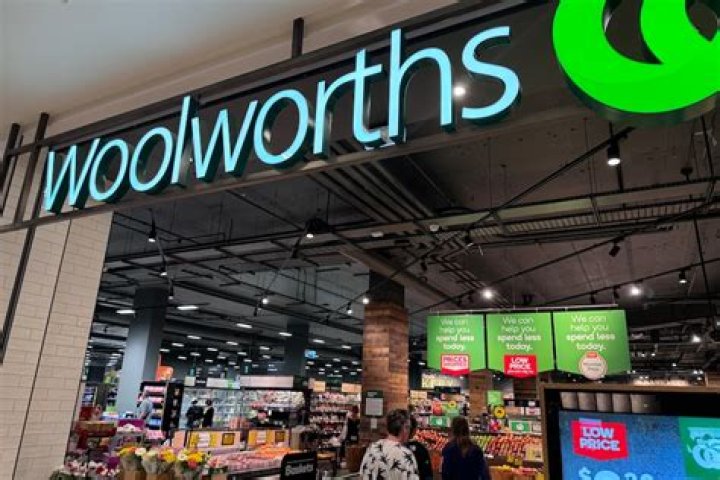 Woolworths
We can
help you
spend less
today.
PRICES
We can
help you
spend less
today.
LOW
PRICE
We can
help you
spend less
today.
LOW
PRICE
Baskets